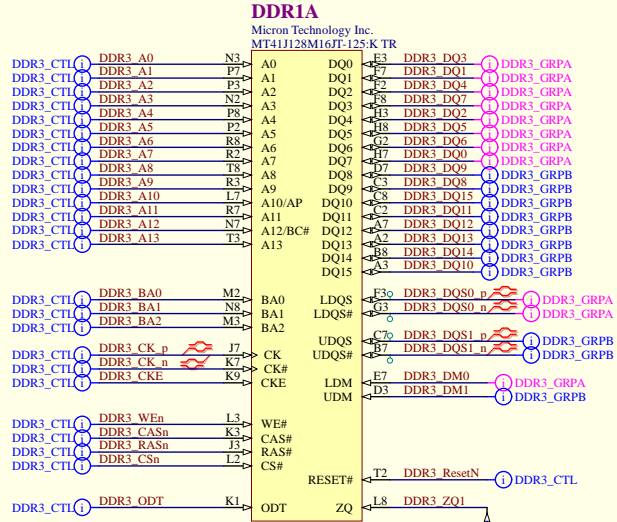 DDR1A
Micron Technology Inc.
MT41J128M16JT-125:K TR
DDR3_CTL i DDR3_A0 N3 A0 DQ0 E3 DDR3_DQ3 i DDR3_GRPA
DDR3_CTL i DDR3_A1 P7 A1 DQ1 F7 DDR3_DQ1 i DDR3_GRPA
DDR3_CTL i DDR3_A2 P3 A2 DQ2 F2 DDR3_DQ4 i DDR3_GRPA
DDR3_CTL i DDR3_A3 N2 A3 DQ3 F8 DDR3_DQ7 i DDR3_GRPA
DDR3_CTL i DDR3_A4 P8 A4 DQ4 H3 DDR3_DQ2 i DDR3_GRPA
DDR3_CTL i DDR3_A5 P2 A5 DQ5 H8 DDR3_DQ5 i DDR3_GRPA
DDR3_CTL i DDR3_A6 R8 A6 DQ6 G2 DDR3_DQ6 i DDR3_GRPA
DDR3_CTL i DDR3_A7 R2 A7 DQ7 H7 DDR3_DQ0 i DDR3_GRPA
DDR3_CTL i DDR3_A8 T8 A8 DQ8 D7 DDR3_DQ9 i DDR3_GRPB
DDR3_CTL i DDR3_A9 R3 A9 DQ9 C3 DDR3_DQ8 i DDR3_GRPB
DDR3_CTL i DDR3_A10 L7 A10/AP DQ10 C8 DDR3_DQ15 i DDR3_GRPB
DDR3_CTL i DDR3_A11 R7 A11 DQ11 C2 DDR3_DQ11 i DDR3_GRPB
DDR3_CTL i DDR3_A12 N7 A12/BC# DQ12 A7 DDR3_DQ12 i DDR3_GRPB
DDR3_CTL i DDR3_A13 T3 A13 DQ13 A2 DDR3_DQ13 i DDR3_GRPB
DQ14 B8 DDR3_DQ14 i DDR3_GRPB
DQ15 A3 DDR3_DQ10 i DDR3_GRPB
DDR3_CTL i DDR3_BA0 M2 BA0 LDQS F3 DDR3_DQS0_p i DDR3_GRPA
DDR3_CTL i DDR3_BA1 N8 BA1 LDQS# G3 DDR3_DQS0_n i DDR3_GRPA
DDR3_CTL i DDR3_BA2 M3 BA2
UDQS C7 DDR3_DQS1_p i DDR3_GRPB
DDR3_CTL i DDR3_CK_p J7 CK UDQS# B7 DDR3_DQS1_n i DDR3_GRPB
DDR3_CTL i DDR3_CK_n K7 CK#
DDR3_CTL i DDR3_CKE K9 CKE LDM E7 DDR3_DM0 i DDR3_GRPA
UDM D3 DDR3_DM1 i DDR3_GRPB
DDR3_CTL i DDR3_WEn L3 WE#
DDR3_CTL i DDR3_CASn K3 CAS#
DDR3_CTL i DDR3_RASn J3 RAS#
DDR3_CTL i DDR3_CSn L2 CS#
RESET# T2 DDR3_ResetN i DDR3_CTL
DDR3_CTL i DDR3_ODT K1 ODT ZQ L8 DDR3_ZQ1